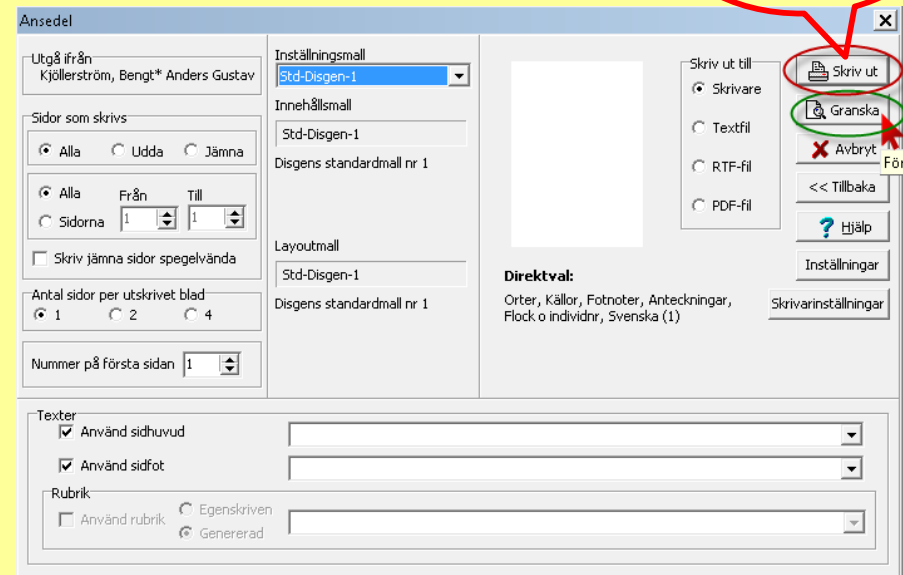 Ansedel
Utgå ifrån
Kjöllerström, Bengt* Anders Gustav
Sidor som skrivs
Alla Udda Jämna
Alla Från Till
Sidorna 1 1
Skriv jämna sidor spegelvända
Antal sidor per utskrivet blad
1 2 4
Nummer på första sidan 1
Inställningsmall
Std-Disgen-1
Innehållsmall
Std-Disgen-1
Disgens standardmall nr 1
Layoutmall
Std-Disgen-1
Disgens standardmall nr 1
Skriv ut till
Skrivare
Textfil
RTF-fil
PDF-fil
Direktval:
Orter, Källor, Fotnoter, Anteckningar,
Flock o individnr, Svenska (1)
Skriv ut
Granska
Avbryt
För
<< Tillbaka
Hjälp
Inställningar
Skrivarinställningar
Texter
Använd sidhuvud
Använd sidfot
Rubrik
Använd rubrik
Egenskriven
Genererad